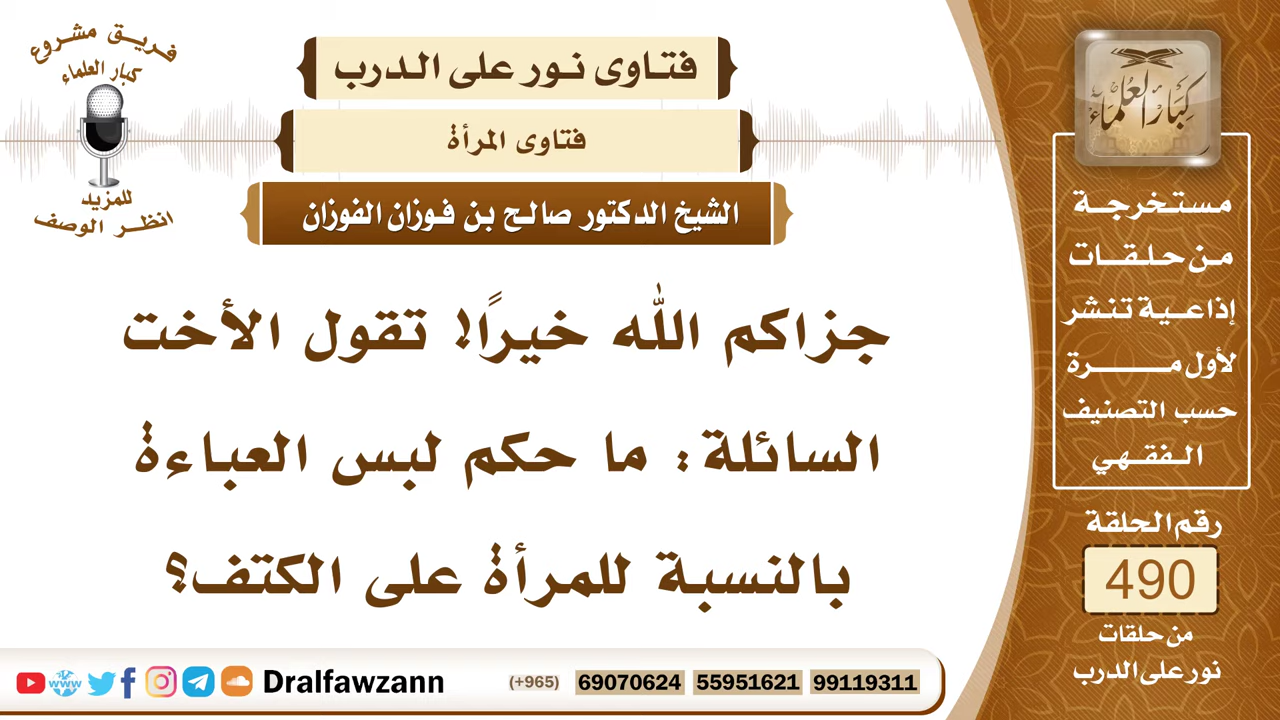 فريق مشروع
كبار العلماء
للمزيد
انظر الوصف
فتاوى نور على الدرب
فتاوى المرأة
الشيخ الدكتور صالح بن فوزان الفوزان
جزاكم الله خيرًا! تقول الأخت
السائلة: ما حكم لبس العباءة
بالنسبة للمرأة على الكتف؟
كبار العلماء
مستخرجة
من حلقات
إذاعية تنشر
لأول مرة
حسب التصنيف
الفقهي
رقم الحلقة
490
من حلقات
نور على الدرب
www Dralfawzann (+965) 69070624 55951621 99119311